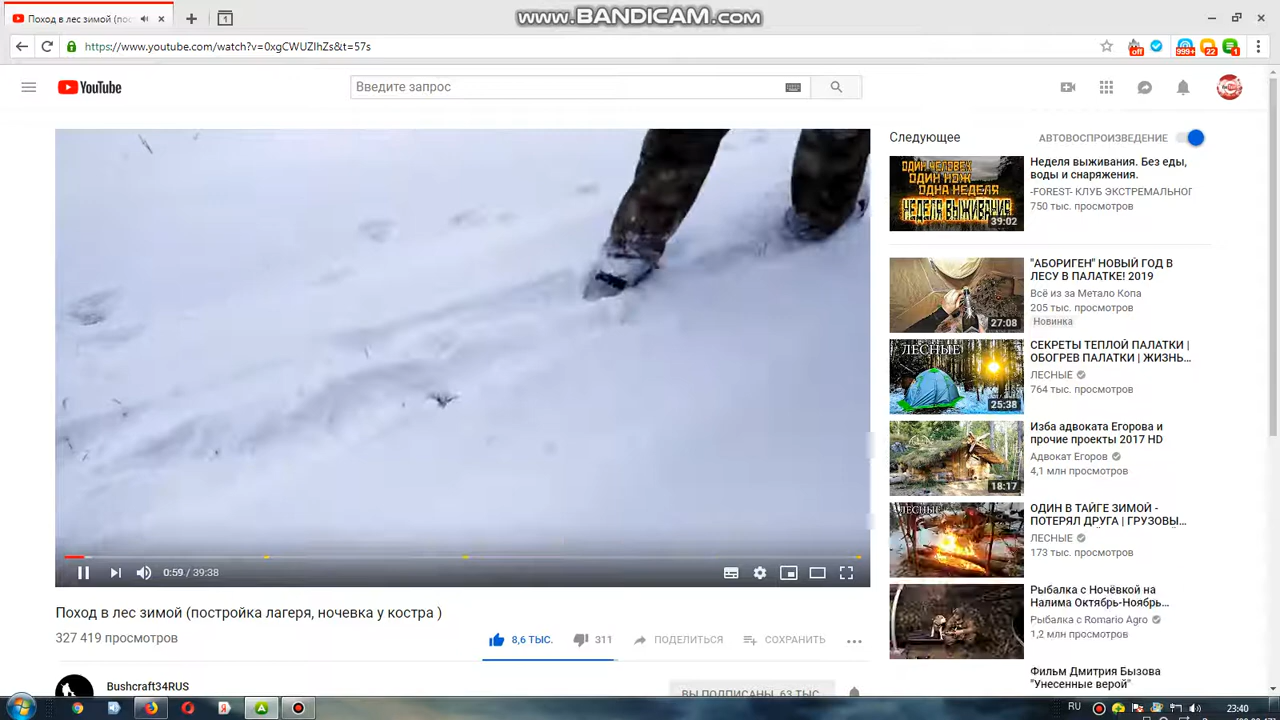 www.BANDICAM.com
Поход в лес зимой (пос
1
https://www.youtube.com/watch?v=0xgCWUZIhZs&t=57s
off
999+
22
1
YouTube
Введите запрос
Следующее
АВТОВОСПРОИЗВЕДЕНИЕ
ОДИН ЧЕЛОВЕК
ОДИН НОЖ
ОДНА НЕДЕЛЯ
НЕДЕЛЯ ВЫЖИВАНИЯ
39:02
Неделя выживания. Без еды,
воды и снаряжения.
-FOREST- КЛУБ ЭКСТРЕМАЛЬНОГ
750 тыс. просмотров
27:08
"АБОРИГЕН" НОВЫЙ ГОД В
ЛЕСУ В ПАЛАТКЕ! 2019
Всё из за Метало Копа
205 тыс. просмотров
Новинка
ЛЕСНЫЕ
25:38
СЕКРЕТЫ ТЕПЛОЙ ПАЛАТКИ |
ОБОГРЕВ ПАЛАТКИ | ЖИЗНЬ...
ЛЕСНЫЕ
764 тыс. просмотров
18:17
Изба адвоката Егорова и
прочие проекты 2017 HD
Адвокат Егоров
4,1 млн просмотров
ЛЕСНЫЕ
ОДИН В ТАЙГЕ ЗИМОЙ -
ПОТЕРЯЛ ДРУГА | ГРУЗОВЫ...
ЛЕСНЫЕ
173 тыс. просмотров
Рыбалка с Ночёвкой на
Налима Октябрь-Ноябрь...
Рыбалка с Romario Agro
1,2 млн просмотров
Фильм Дмитрия Бызова
"Унесенные верой"
0:59 / 39:38
Поход в лес зимой (постройка лагеря, ночевка у костра )
327 419 просмотров
8,6 ТЫС.
311
ПОДЕЛИТЬСЯ
СОХРАНИТЬ
Bushcraft34RUS
ВЫ ПОДПИСАНЫ 63 ТЫС.
RU
23:40